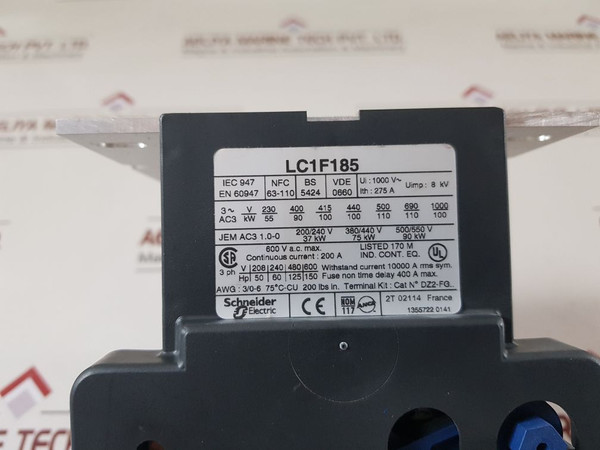 LC1F185
IEC 947 NFC BS VDE Ui : 1000 V~ Uimp : 8 kV
EN 60947 63-110 5424 0660 Ith : 275 A
3~ V 230 400 415 440 500 690 1000
AC3 kW 55 90 100 100 110 110 100
JEM AC3 1.0-0 200/240 V 380/440 V 500/550 V
37 kW 75 kW 90 kW
600 V a.c. max. LISTED 170 M
Continuous current : 200 A IND. CONT. EQ.
SA UL
3 ph V 208 240 480 600 Withstand current 10000 A rms sym.
Hp 50 60 125 150 Fuse non time delay 400 A max.
AWG : 3/0-6 75°C-CU 200 lbs in. Terminal Kit : Cat N° DZ2-FG...
Schneider Electric CE NOM 117 ANCE 2T 02114 France
1355722 0141